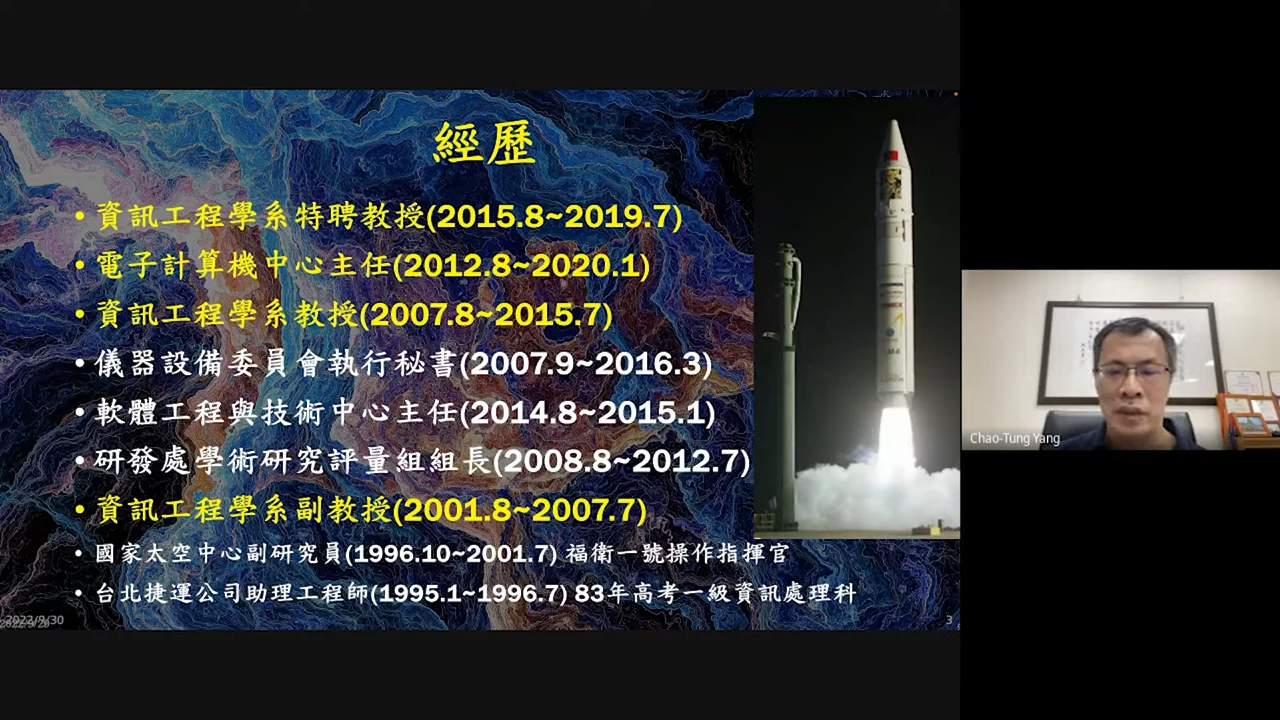 經歷
• 資訊工程學系特聘教授(2015.8~2019.7)
• 電子計算機中心主任(2012.8~2020.1)
• 資訊工程學系教授(2007.8~2015.7)
• 儀器設備委員會執行秘書(2007.9~2016.3)
• 軟體工程與技術中心主任(2014.8~2015.1)
• 研發處學術研究評量組組長(2008.8~2012.7)
• 資訊工程學系副教授(2001.8~2007.7)
• 國家太空中心副研究員(1996.10~2001.7) 福衛一號操作指揮官
• 台北捷運公司助理工程師(1995.1~1996.7) 83年高考一級資訊處理科
2022/9/30
3
Chao-Tung Yang